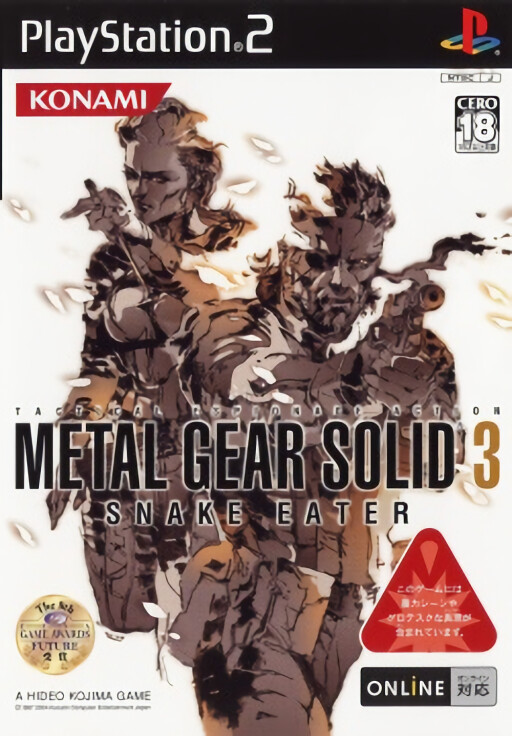 PlayStation®2
KONAMI
NTSC J
CERO
18
TACTICAL ESPIONAGE ACTION
METAL GEAR SOLID 3
SNAKE EATER
このゲームには
暴力シーンや
グロテスクな表現が
含まれています。
The 8th
GAME AWARDS
FUTURE
A HIDEO KOJIMA GAME
ONLiNE
オンライン
対応